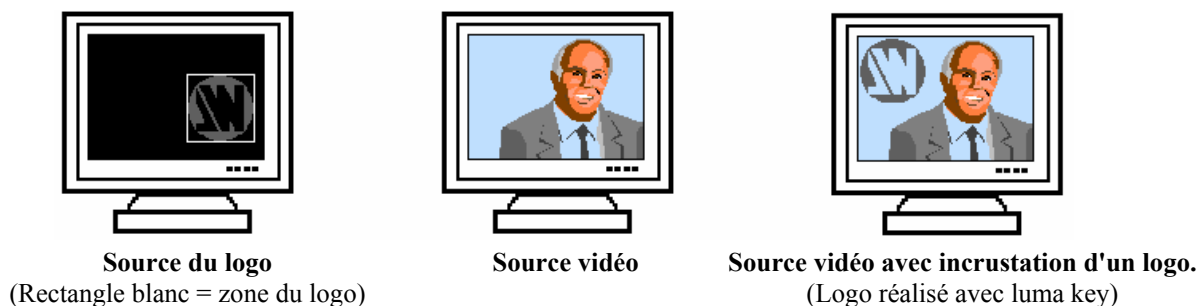 Source du logo
(Rectangle blanc = zone du logo)
Source vidéo
Source vidéo avec incrustation d'un logo.
(Logo réalisé avec luma key)